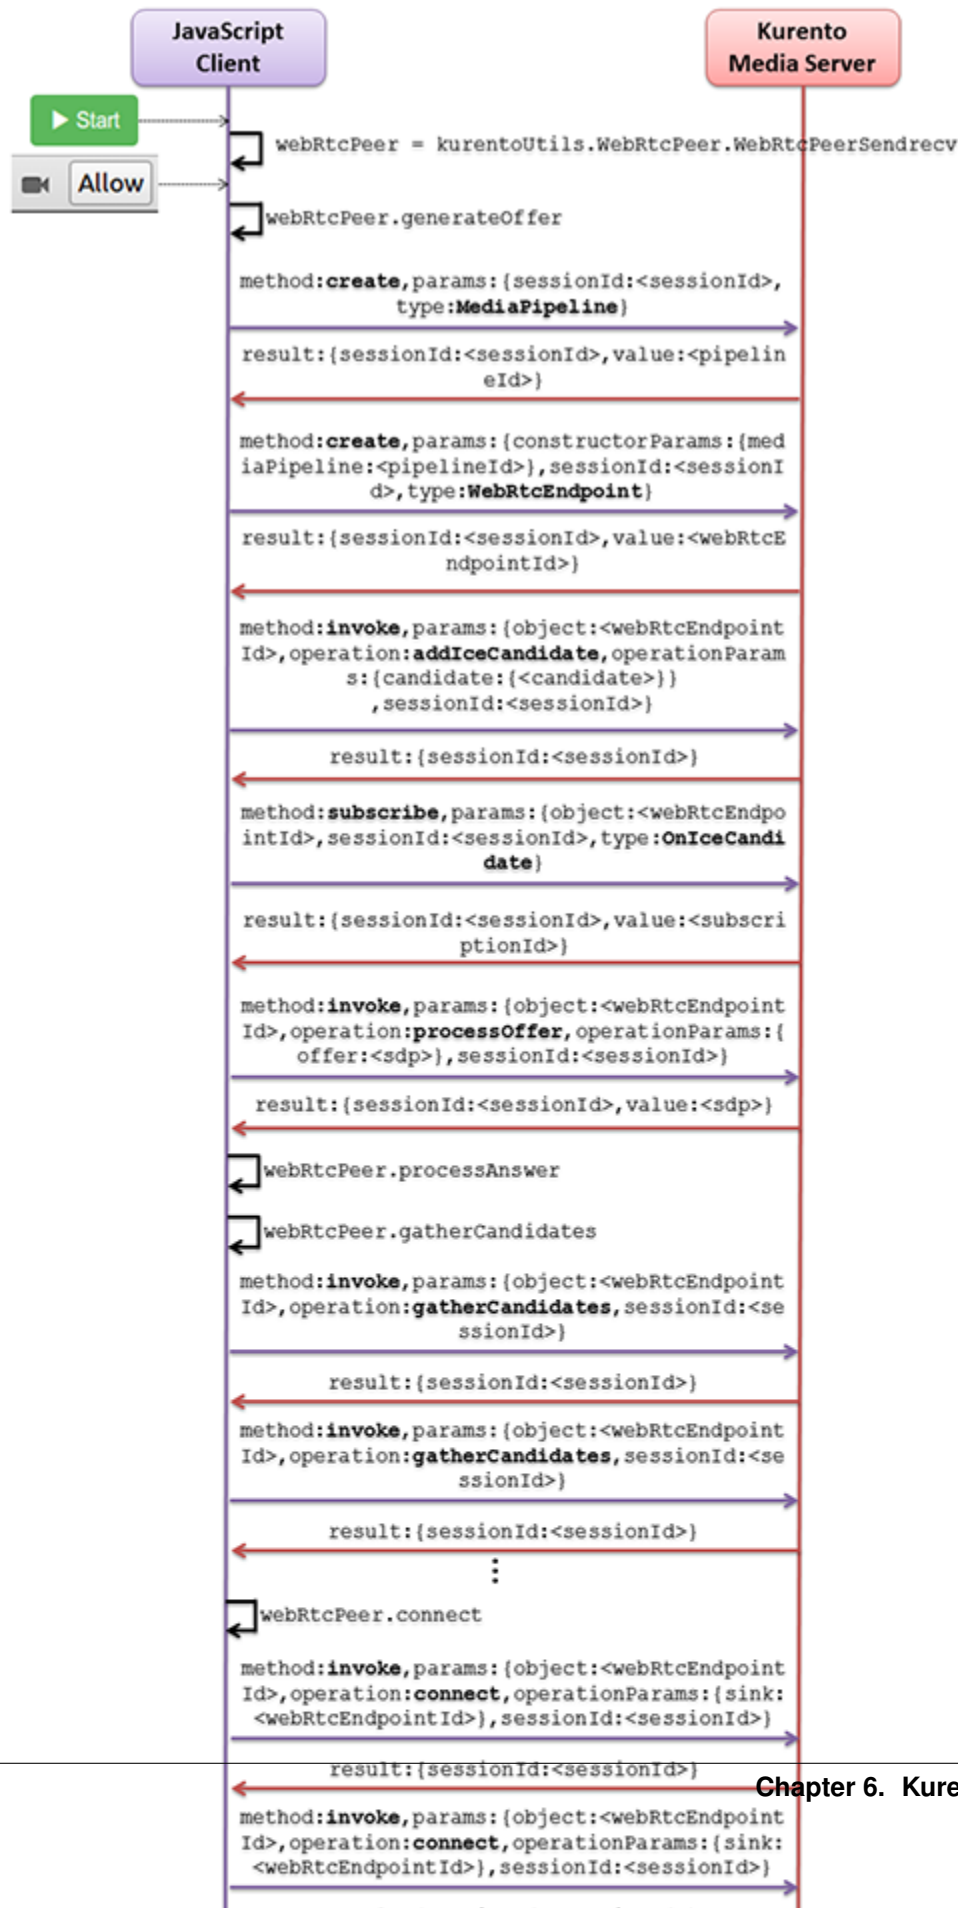 JavaScript
Client
Kurento
Media Server
Start
webRtcPeer = kurentoUtils.WebRtcPeer.WebRtcPeerSendrecv
Allow
webRtcPeer.generateOffer
method:create,params:{sessionId:<sessionId>,
type:MediaPipeline}
result:{sessionId:<sessionId>,value:<pipelin
eId>}
method:create,params:{constructorParams:{med
iaPipeline:<pipelineId>},sessionId:<sessionI
d>,type:WebRtcEndpoint}
result:{sessionId:<sessionId>,value:<webRtcE
ndpointId>}
method:invoke,params:{object:<webRtcEndpoint
Id>,operation:addIceCandidate,operationParam
s:{candidate:{<candidate>}}
,sessionId:<sessionId>}
result:{sessionId:<sessionId>}
method:subscribe,params:{object:<webRtcEndpo
intId>,sessionId:<sessionId>,type:OnIceCandi
date}
result:{sessionId:<sessionId>,value:<subscri
ptionId>}
method:invoke,params:{object:<webRtcEndpoint
Id>,operation:processOffer,operationParams:{
offer:<sdp>},sessionId:<sessionId>}
result:{sessionId:<sessionId>,value:<sdp>}
webRtcPeer.processAnswer
webRtcPeer.gatherCandidates
method:invoke,params:{object:<webRtcEndpoint
Id>,operation:gatherCandidates,sessionId:<se
ssionId>}
result:{sessionId:<sessionId>}
method:invoke,params:{object:<webRtcEndpoint
Id>,operation:gatherCandidates,sessionId:<se
ssionId>}
result:{sessionId:<sessionId>}
⋮
webRtcPeer.connect
method:invoke,params:{object:<webRtcEndpoint
Id>,operation:connect,operationParams:{sink:
<webRtcEndpointId>},sessionId:<sessionId>}
result:{sessionId:<sessionId>}
Chapter 6. Kure
method:invoke,params:{object:<webRtcEndpoint
Id>,operation:connect,operationParams:{sink:
<webRtcEndpointId>},sessionId:<sessionId>}